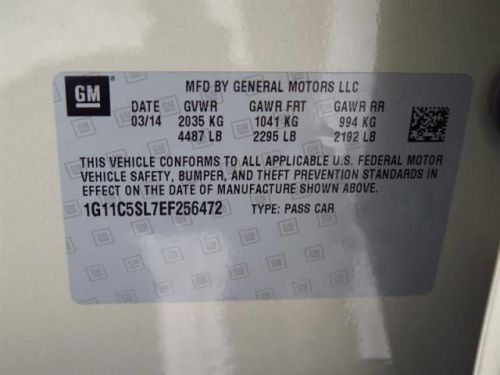 GM
MFD BY GENERAL MOTORS LLC
DATE GVWR GAWR FRT GAWR RR
03/14 2035 KG 1041 KG 994 KG
4487 LB 2295 LB 2192 LB
THIS VEHICLE CONFORMS TO ALL APPLICABLE U.S. FEDERAL MOTOR
VEHICLE SAFETY, BUMPER, AND THEFT PREVENTION STANDARDS IN
EFFECT ON THE DATE OF MANUFACTURE SHOWN ABOVE.
1G11C5SL7EF256472 TYPE: PASS CAR